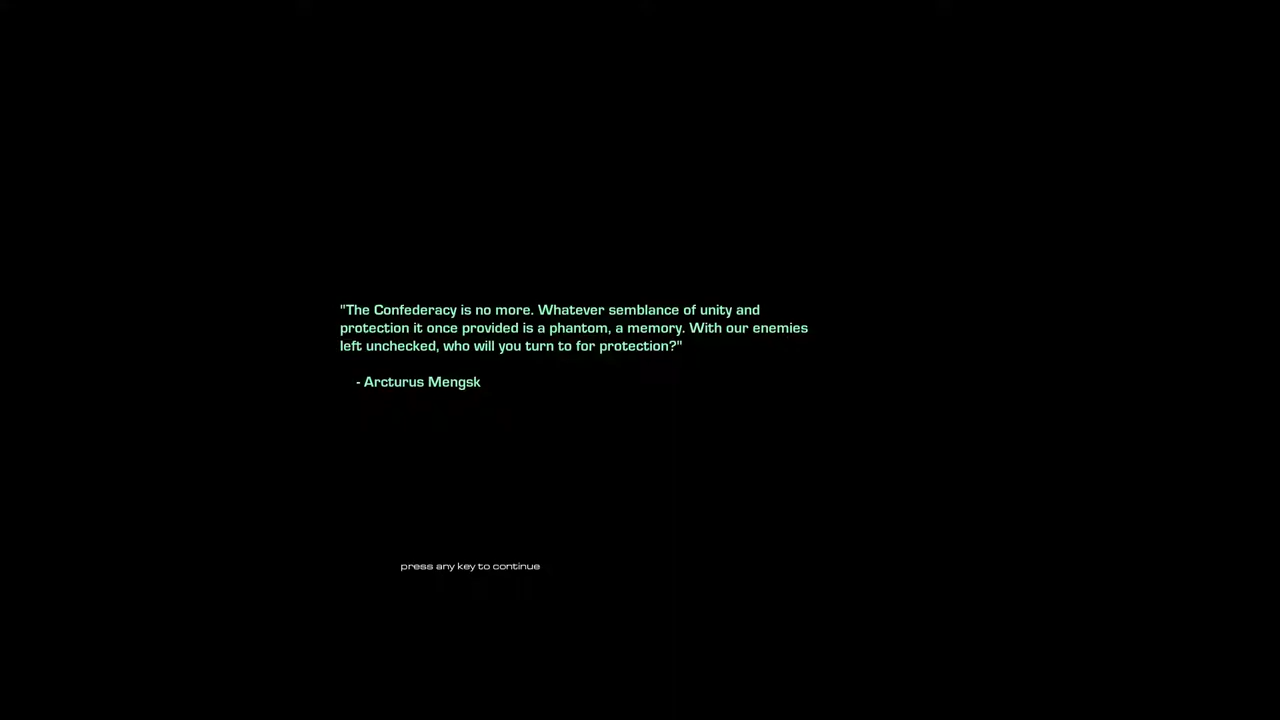 "The Confederacy is no more. Whatever semblance of unity and
protection it once provided is a phantom, a memory. With our enemies
left unchecked, who will you turn to for protection?"
- Arcturus Mengsk
press any key to continue